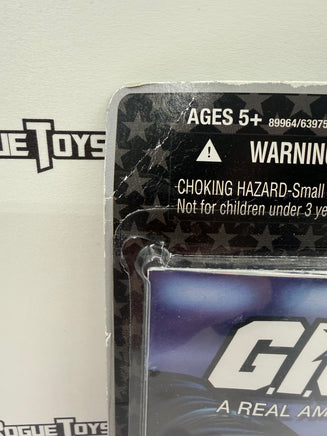 AGES 5+ 89964/63975
WARNING
CHOKING HAZARD-Small
Not for children under 3 ye
GUE TOYS
G.I.
A REAL AM
ROGUE TOYS